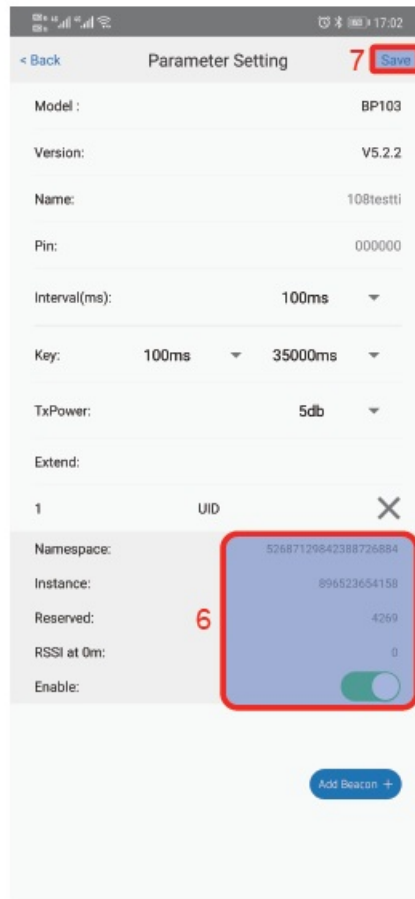 17:02
< Back Parameter Setting 7 Save
Model : BP103
Version: V5.2.2
Name: 108testti
Pin: 000000
Interval(ms): 100ms
Key: 100ms 35000ms
TxPower: 5db
Extend:
1 UID
Namespace: 52687129842388726884
Instance: 896523654158
Reserved: 4269
6
RSSI at 0m: 0
Enable:
Add Beacon +